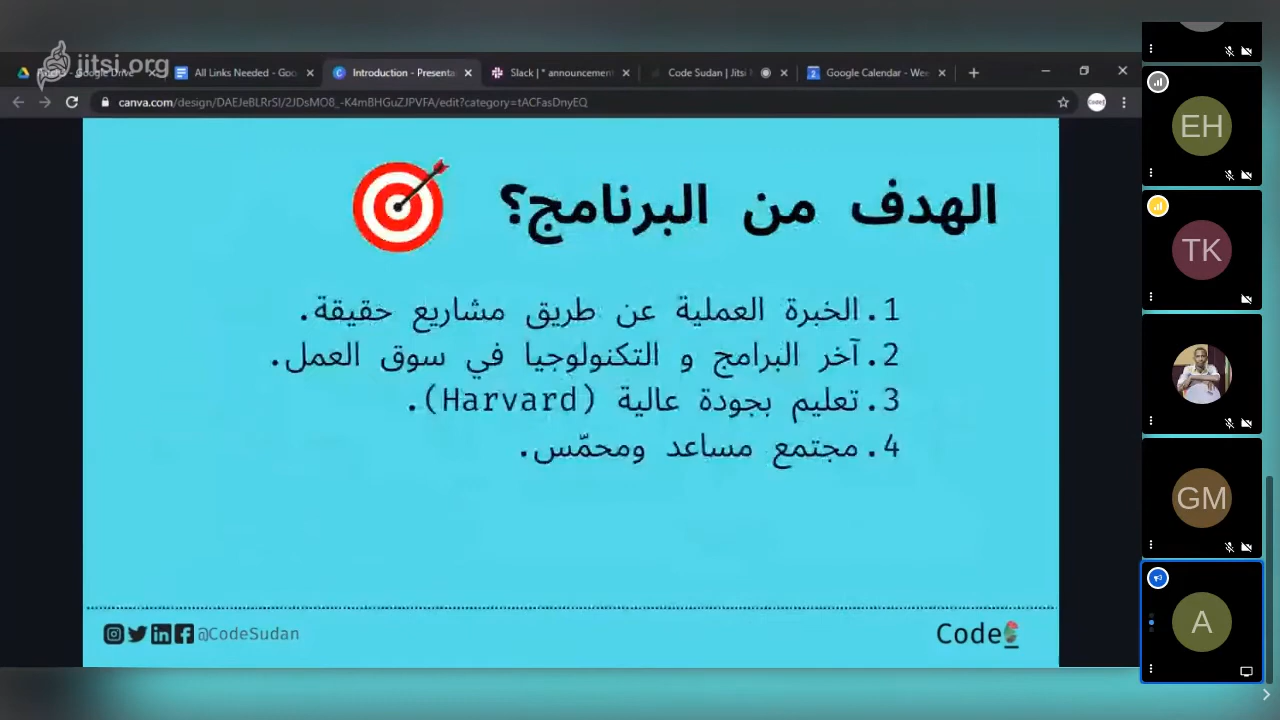 jitsi.org
All Links Needed - Goo
Introduction - Presenta
Slack | * announcement
Code Sudan | Jitsi
Google Calendar - Wee
canva.com/design/DAEJeBLRrSI/2JDsMO8_-K4mBHGuZJPVFA/edit?category=tACFasDnyEQ
الهدف من البرنامج؟
1. الخبرة العملية عن طريق مشاريع حقيقة.
2. آخر البرامج و التكنولوجيا في سوق العمل.
3. تعليم بجودة عالية (Harvard).
4. مجتمع مساعد ومحمّس.
@CodeSudan
Code
EH
TK
GM
A